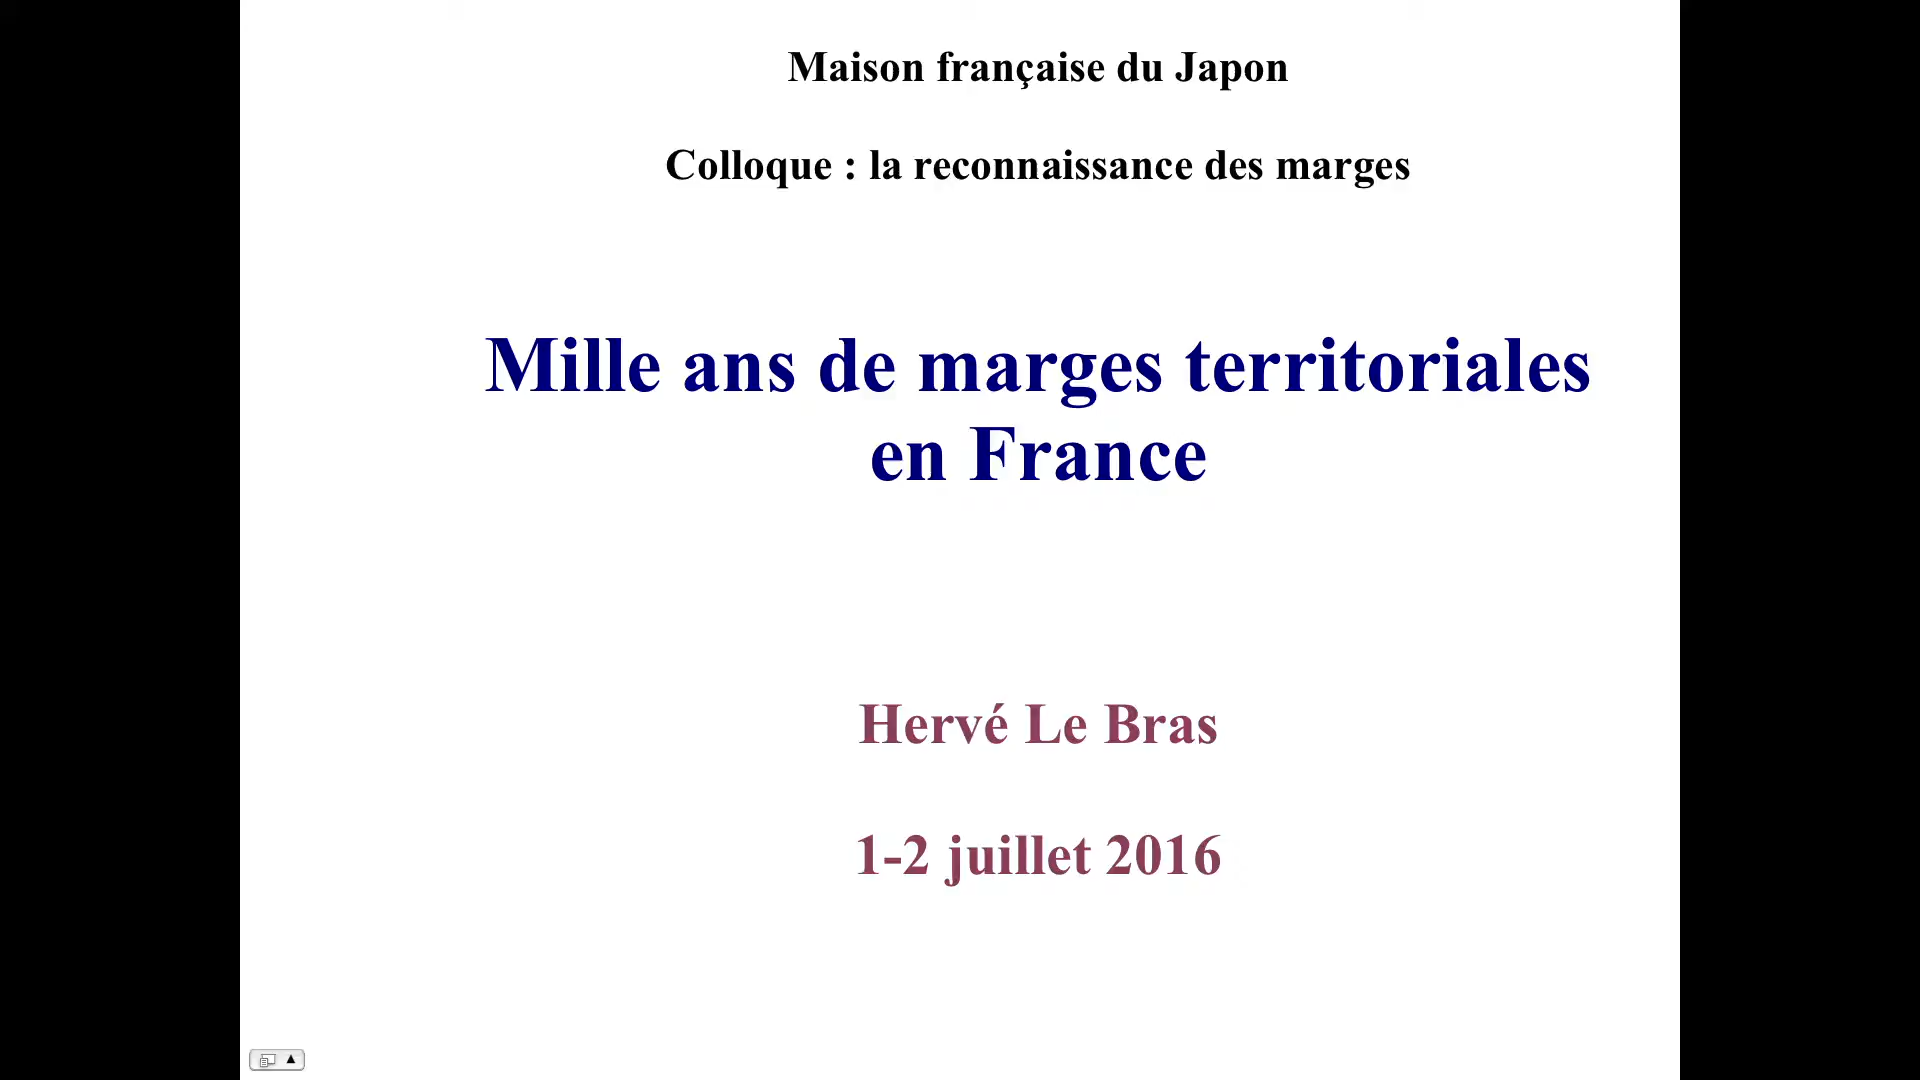 Maison française du Japon
Colloque : la reconnaissance des marges
Mille ans de marges territoriales
en France
Hervé Le Bras
1-2 juillet 2016